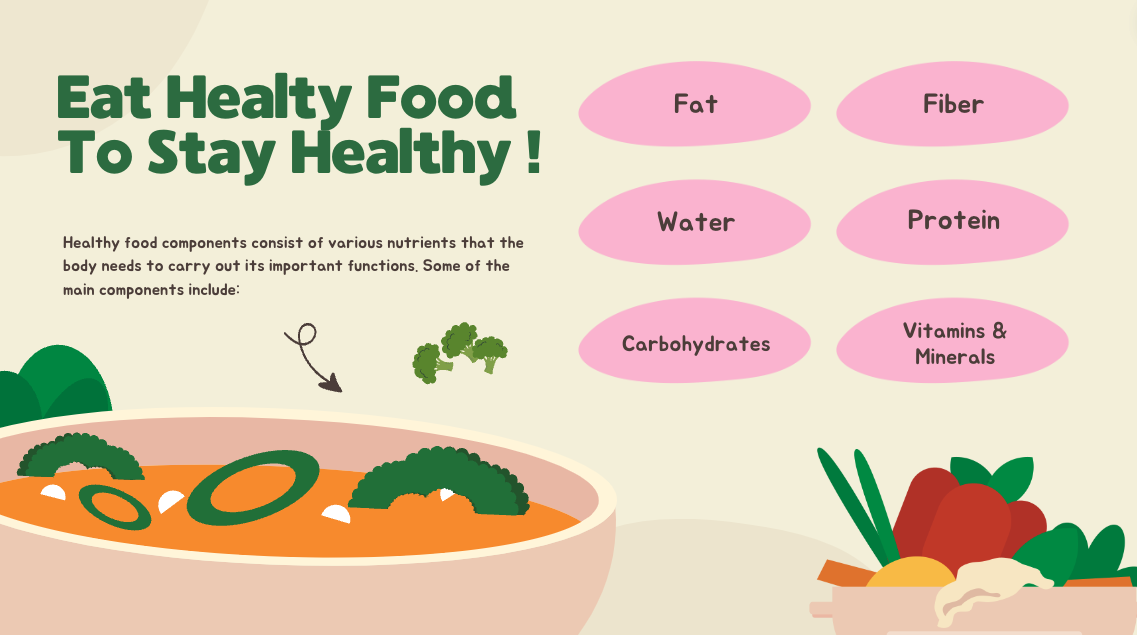 Eat Healty Food
To Stay Healthy !
Healthy food components consist of various nutrients that the
body needs to carry out its important functions. Some of the
main components include:
Fat
Fiber
Water
Protein
Carbohydrates
Vitamins &
Minerals